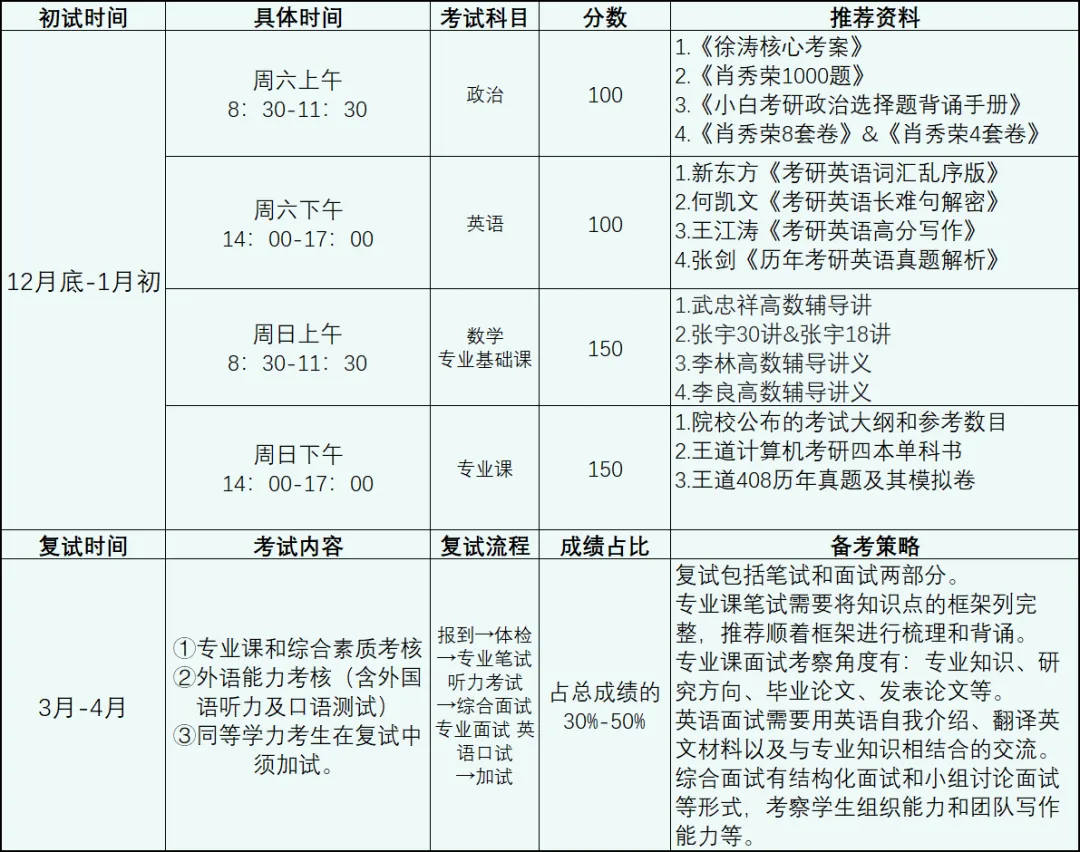 初试时间 具体时间 考试科目 分数 推荐资料
12月底-1月初
周六上午
8：30-11：30
政治
100
1.《徐涛核心考案》
2.《肖秀荣1000题》
3.《小白考研政治选择题背诵手册》
4.《肖秀荣8套卷》&《肖秀荣4套卷》
周六下午
14：00-17：00
英语
100
1.新东方《考研英语词汇乱序版》
2.何凯文《考研英语长难句解密》
3.王江涛《考研英语高分写作》
4.张剑《历年考研英语真题解析》
周日上午
8：30-11：30
数学
专业基础课
150
1.武忠祥高数辅导讲
2.张宇30讲&张宇18讲
3.李林高数辅导讲义
4.李良高数辅导讲义
周日下午
14：00-17：00
专业课
150
1.院校公布的考试大纲和参考数目
2.王道计算机考研四本单科书
3.王道408历年真题及其模拟卷
复试时间 考试内容 复试流程 成绩占比 备考策略
3月-4月
①专业课和综合素质考核
②外语能力考核（含外国
语听力及口语测试）
③同等学力考生在复试中
须加试。
报到→体检
→专业笔试
听力考试
→综合面试
专业面试 英
语口试
→加试
占总成绩的
30%-50%
复试包括笔试和面试两部分。
专业课笔试需要将知识点的框架列完
整，推荐顺着框架进行梳理和背诵。
专业课面试考察角度有：专业知识、研
究方向、毕业论文、发表论文等。
英语面试需要用英语自我介绍、翻译英
文材料以及与专业知识相结合的交流。
综合面试有结构化面试和小组讨论面试
等形式，考察学生组织能力和团队写作
能力等。